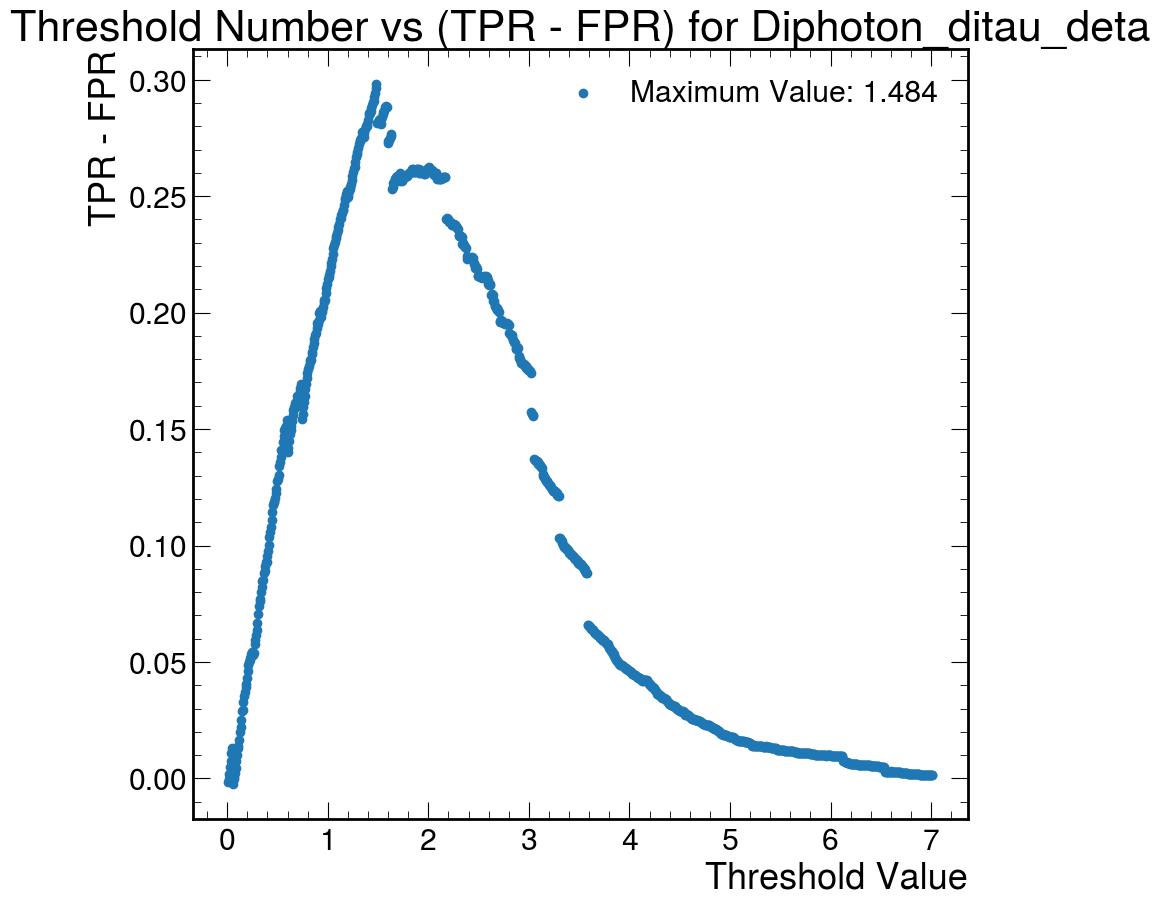 Threshold Number vs (TPR - FPR) for Diphoton_ditau_deta
TPR - FPR
0.30
0.25
0.20
0.15
0.10
0.05
0.00
Maximum Value: 1.484
0 1 2 3 4 5 6 7
Threshold Value